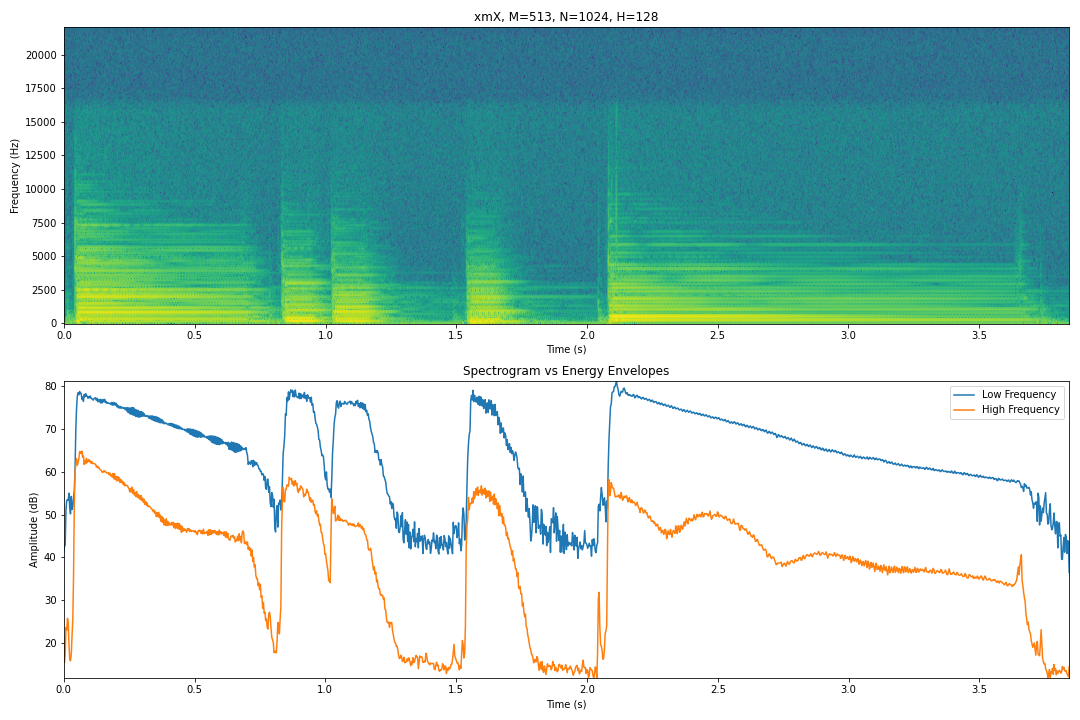 xmX, M=513, N=1024, H=128
Frequency (Hz)
20000
17500
15000
12500
10000
7500
5000
2500
0
0.0 0.5 1.0 1.5 2.0 2.5 3.0 3.5
Time (s)
Spectrogram vs Energy Envelopes
Amplitude (dB)
80
70
60
50
40
30
20
Low Frequency
High Frequency
0.0 0.5 1.0 1.5 2.0 2.5 3.0 3.5
Time (s)